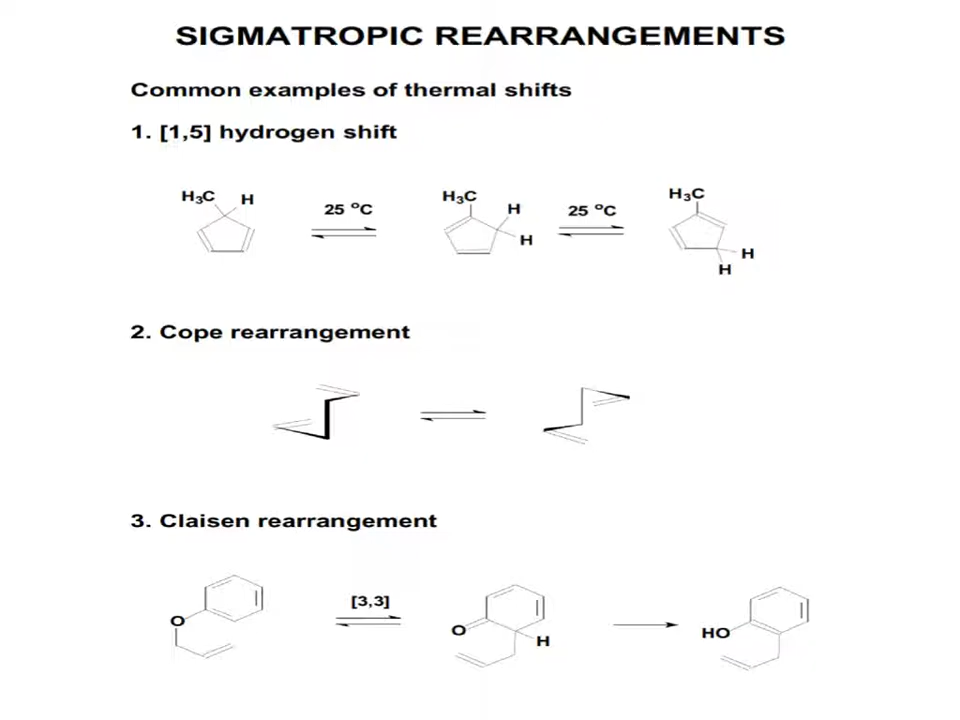 SIGMATROPIC REARRANGEMENTS
Common examples of thermal shifts
1. [1,5] hydrogen shift
H₃C H
25 °C
H₃C
H
H
25 °C
H₃C
H
H
2. Cope rearrangement
3. Claisen rearrangement
O
[3,3]
O
H
HO